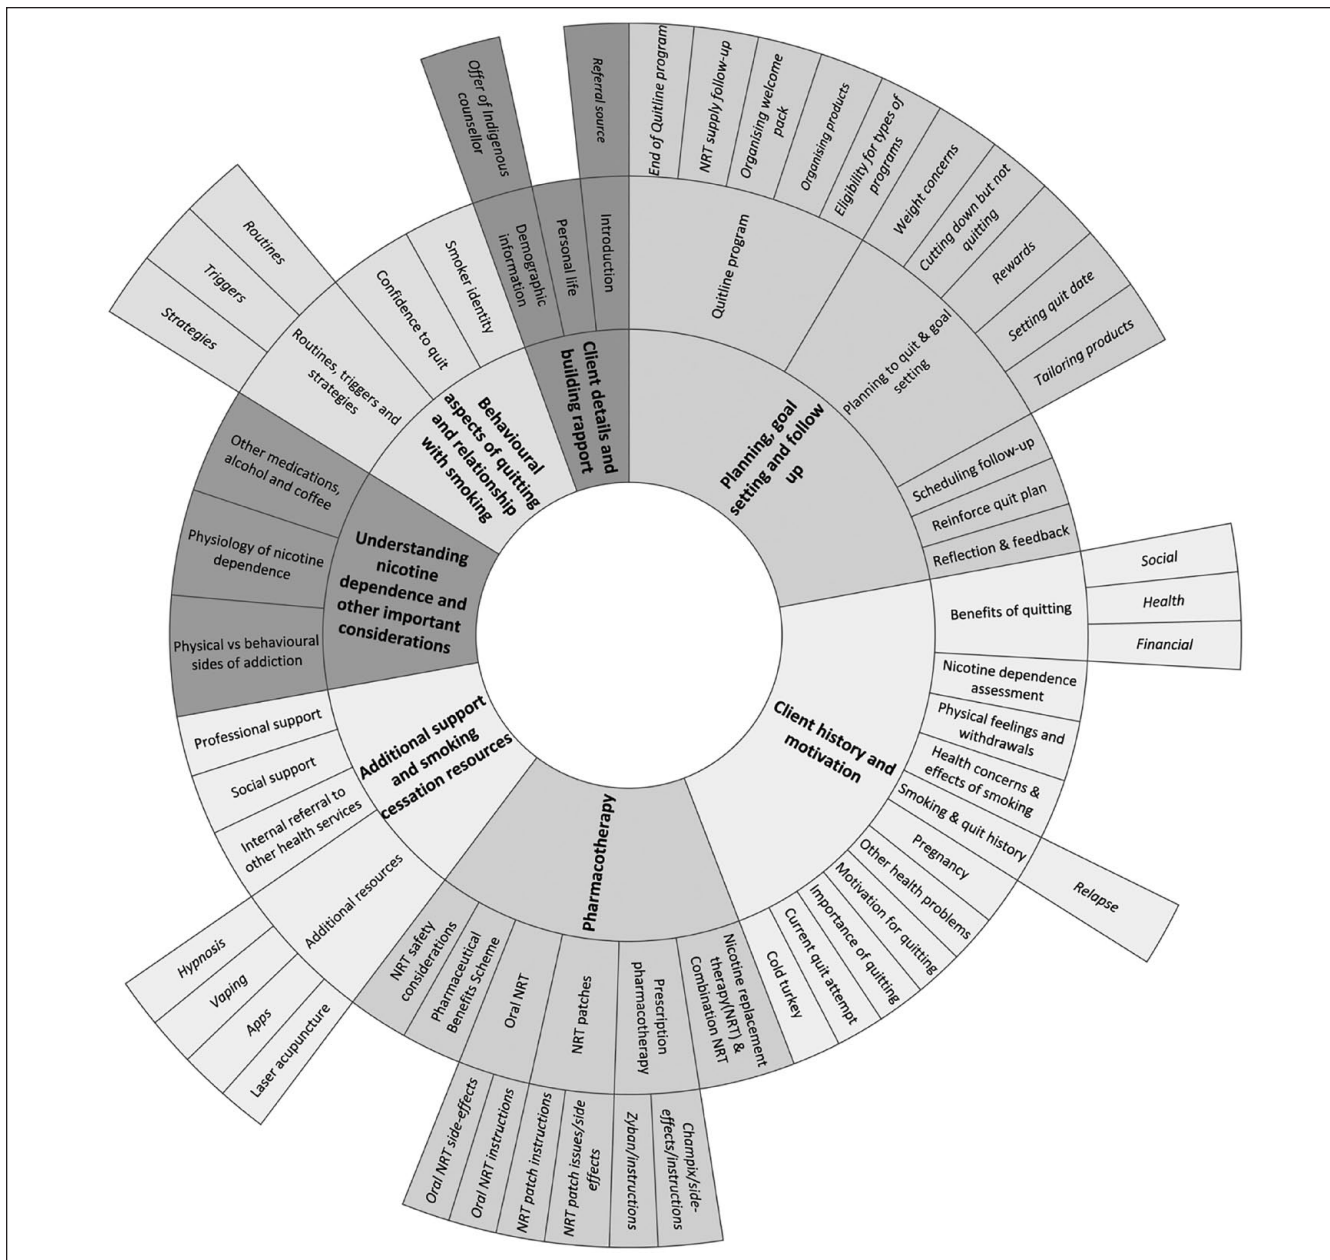 Planning, goal
setting and follow
up
Quitline program
End of Quitline program
NRT supply follow-up
Organising welcome
pack
Organising products
Eligibility for types of
programs
Planning to quit & goal
setting
Weight concerns
Cutting down but not
quitting
Rewards
Setting quit date
Tailoring products
Scheduling follow-up
Reinforce quit plan
Reflection & feedback
Client history and
motivation
Benefits of quitting
Social
Health
Financial
Nicotine dependence
assessment
Physical feelings and
withdrawals
Health concerns &
effects of smoking
Smoking & quit history
Relapse
Pregnancy
Other health problems
Motivation for quitting
Importance of quitting
Current quit attempt
Cold turkey
Pharmacotherapy
Nicotine replacement
therapy(NRT) &
Combination NRT
Prescription
pharmacotherapy
Champix/side-
effects/instructions
Zyban/instructions
NRT patches
NRT patch issues/side
effects
NRT patch instructions
Oral NRT
Oral NRT instructions
Oral NRT side-effects
Pharmaceutical
Benefits Scheme
NRT safety
considerations
Additional support
and smoking
cessation resources
Additional resources
Laser acupuncture
Apps
Vaping
Hypnosis
Internal referral to
other health services
Social support
Professional support
Understanding
nicotine
dependence and
other important
considerations
Physical vs behavioural
sides of addiction
Physiology of nicotine
dependence
Other medications,
alcohol and coffee
Behavioural
aspects of quitting
and relationship
with smoking
Routines, triggers and
strategies
Strategies
Triggers
Routines
Confidence to quit
Smoker identity
Client details and
building rapport
Demographic
information
Offer of Indigenous
counsellor
Personal life
Introduction
Referral source